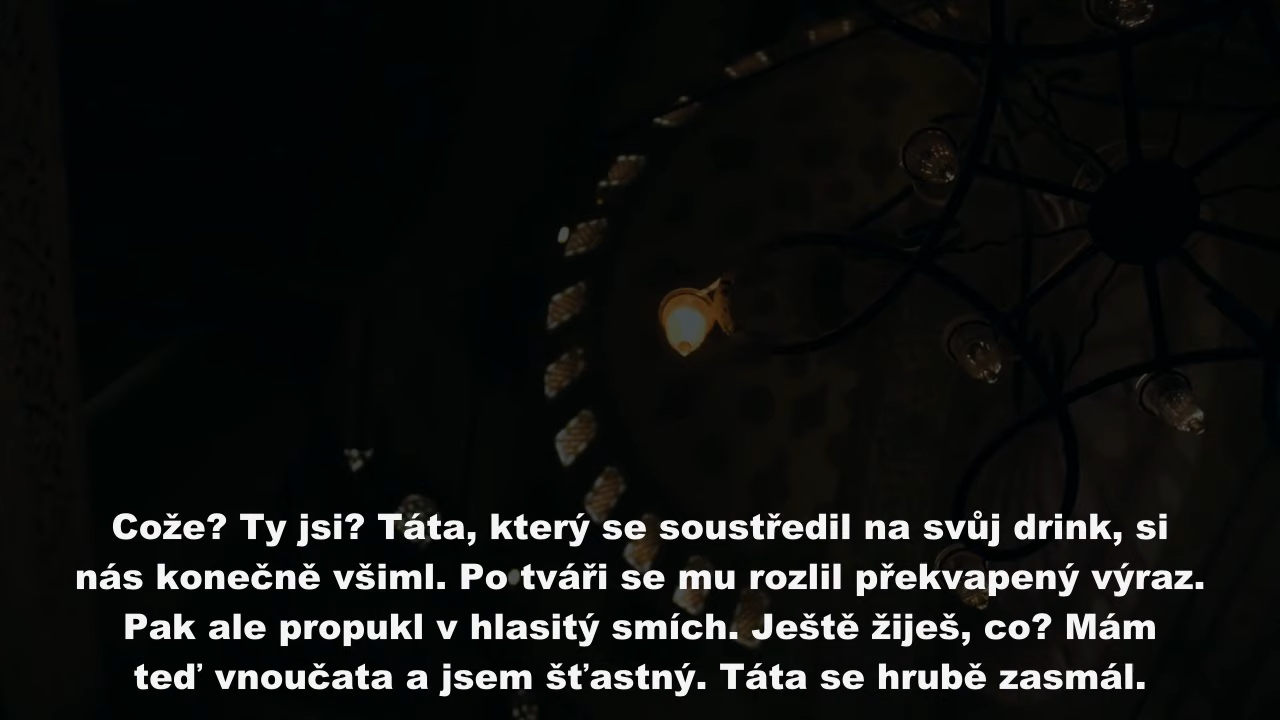 Cože? Ty jsi? Táta, který se soustředil na svůj drink, si
nás konečně všiml. Po tváři se mu rozlil překvapený výraz.
Pak ale propukl v hlasitý smích. Ještě žiješ, co? Mám
teď vnoučata a jsem šťastný. Táta se hrubě zasmál.